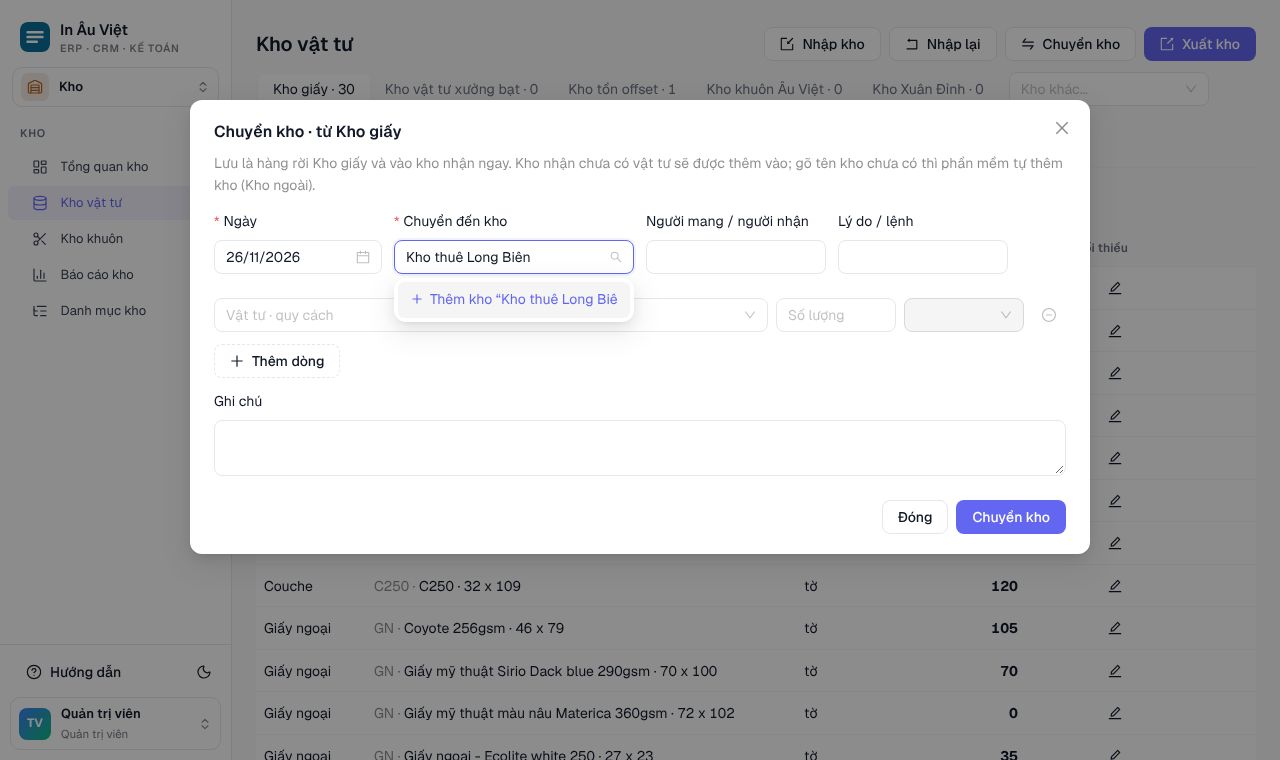 In Âu Việt
ERP · CRM · KẾ TOÁN
Kho
KHO
Tổng quan kho
Kho vật tư
Kho khuôn
Báo cáo kho
Danh mục kho
Hướng dẫn
TV
Quản trị viên
Quản trị viên
Kho vật tư
Nhập kho
Nhập lại
Chuyển kho
Xuất kho
Kho giấy · 30
Kho vật tư xưởng bạt · 0
Kho tồn offset · 1
Kho khuôn Âu Việt · 0
Kho Xuân Đỉnh · 0
Kho khác...
Chuyển kho · từ Kho giấy
Lưu là hàng rời Kho giấy và vào kho nhận ngay. Kho nhận chưa có vật tư sẽ được thêm vào; gõ tên kho chưa có thì phần mềm tự thêm
kho (Kho ngoài).
* Ngày
* Chuyển đến kho
Người mang / người nhận
Lý do / lệnh
26/11/2026
Kho thuê Long Biên
+ Thêm kho “Kho thuê Long Biê
Vật tư · quy cách
Số lượng
Thêm dòng
Ghi chú
Đóng
Chuyển kho
thiểu
Couche
C250 · C250 · 32 x 109
tờ
120
Giấy ngoại
GN · Coyote 256gsm · 46 x 79
tờ
105
Giấy ngoại
GN · Giấy mỹ thuật Sirio Dack blue 290gsm · 70 x 100
tờ
70
Giấy ngoại
GN · Giấy mỹ thuật màu nâu Materica 360gsm · 72 x 102
tờ
0
Giấy ngoại
GN · Giấy ngoại - Ecolite white 250 · 27 x 23
tờ
35